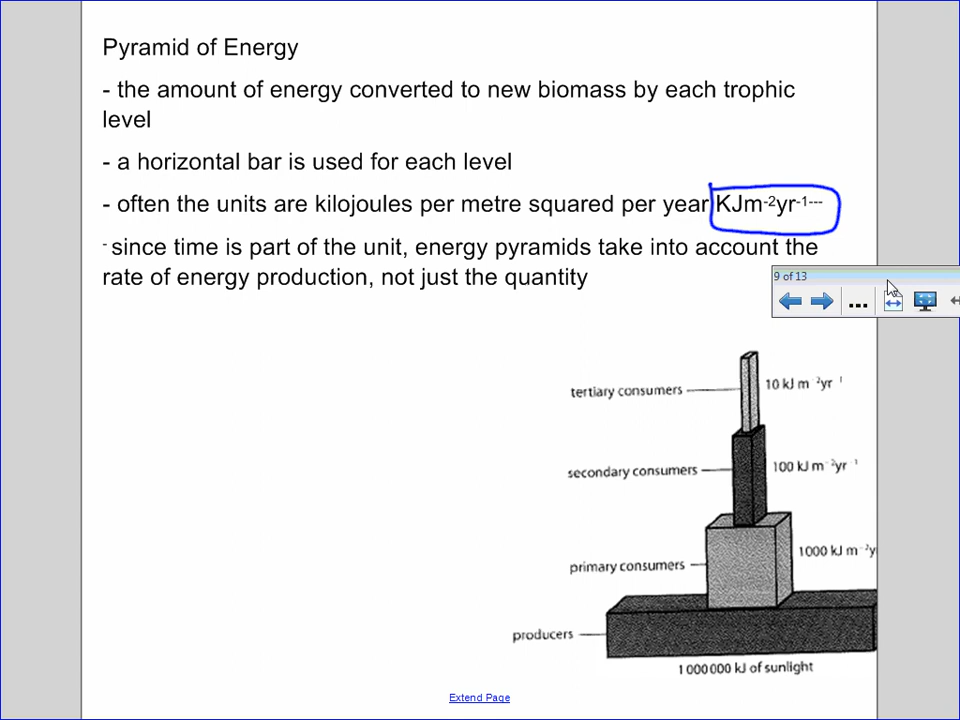 Pyramid of Energy
- the amount of energy converted to new biomass by each trophic
level
- a horizontal bar is used for each level
- often the units are kilojoules per metre squared per year KJm-2yr-1---
- since time is part of the unit, energy pyramids take into account the
rate of energy production, not just the quantity
9 of 13
...
tertiary consumers
10 kJ m⁻²yr⁻¹
secondary consumers
100 kJ m⁻²yr⁻¹
primary consumers
1000 kJ m⁻²y
producers
1000000 kJ of sunlight
Extend Page